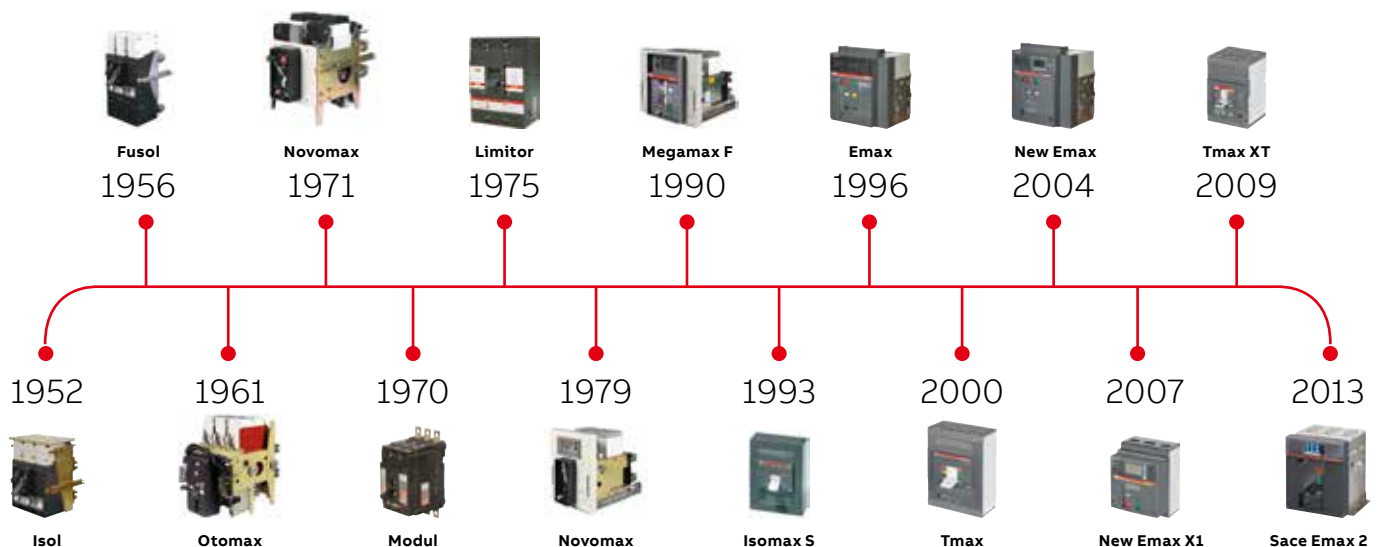 Fusol
1956
Novomax
1971
Limitor
1975
Megamax F
1990
Emax
1996
New Emax
2004
Tmax XT
2009
1952
Isol
1961
Otomax
1970
Modul
1979
Novomax
1993
Isomax S
2000
Tmax
2007
New Emax X1
2013
Sace Emax 2